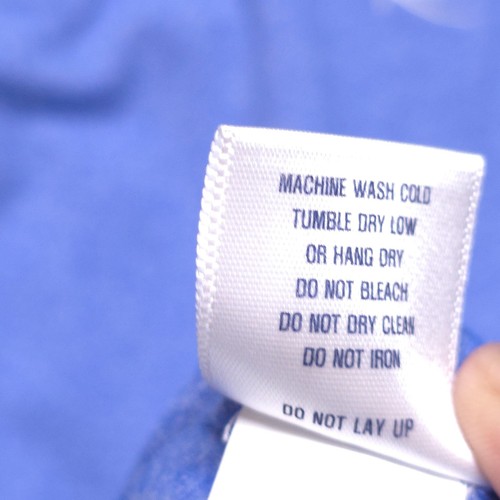 MACHINE WASH COLD
TUMBLE DRY LOW
OR HANG DRY
DO NOT BLEACH
DO NOT DRY CLEAN
DO NOT IRON
DO NOT LAY UP